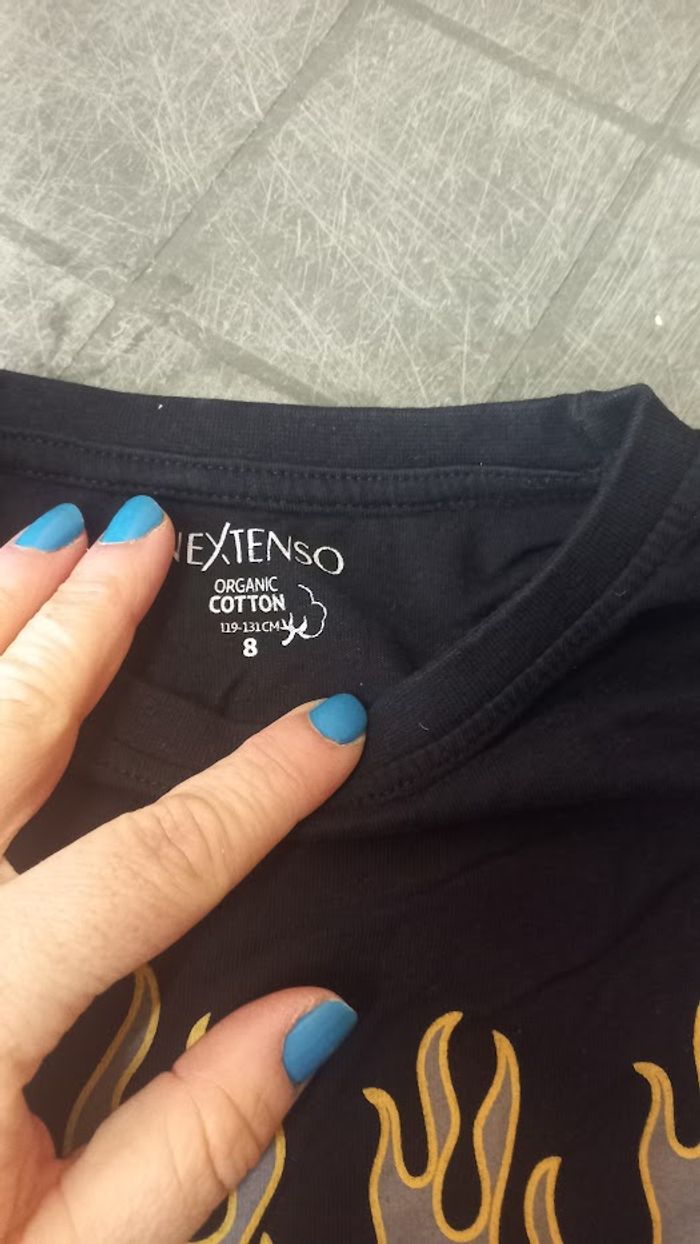 NEXTENSO
ORGANIC
COTTON
119-131CM
8